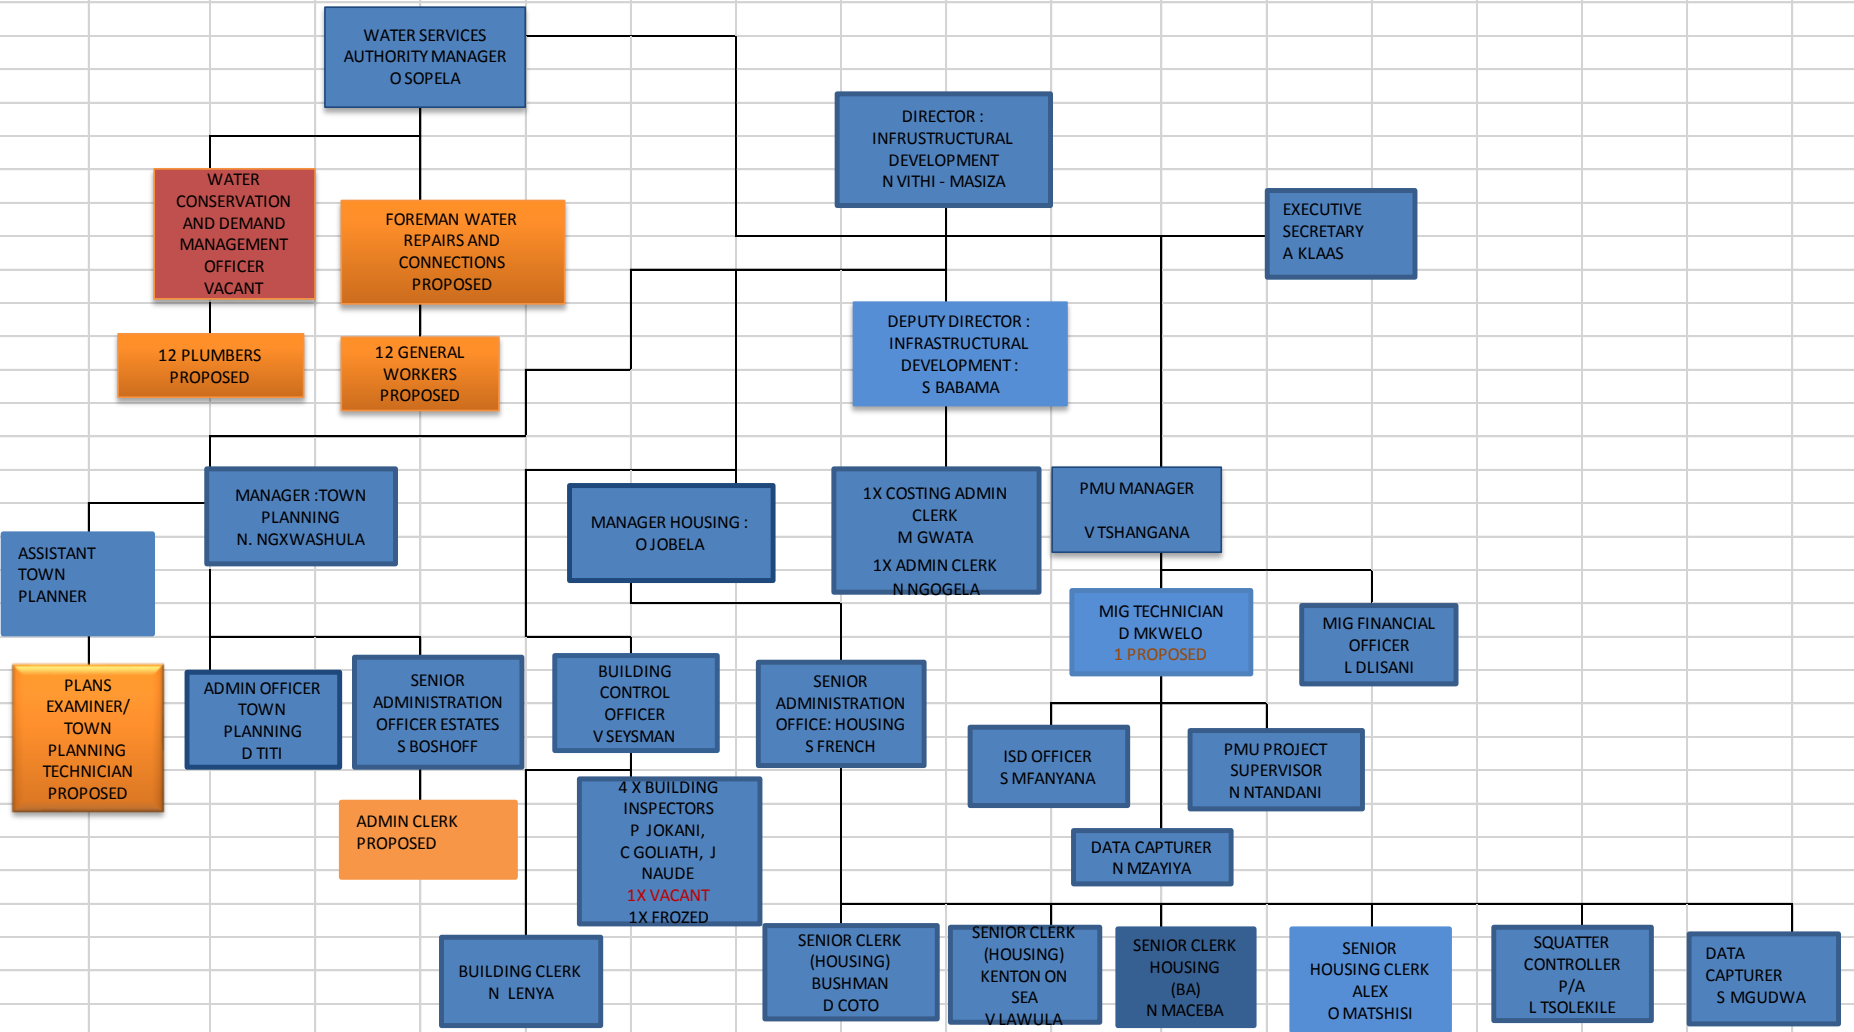 WATER SERVICES
AUTHORITY MANAGER
O SOPELA
DIRECTOR :
INFRUSTRUCTURAL
DEVELOPMENT
N VITHI - MASIZA
WATER
CONSERVATION
AND DEMAND
MANAGEMENT
OFFICER
VACANT
FOREMAN WATER
REPAIRS AND
CONNECTIONS
PROPOSED
EXECUTIVE
SECRETARY
A KLAAS
12 PLUMBERS
PROPOSED
12 GENERAL
WORKERS
PROPOSED
DEPUTY DIRECTOR :
INFRASTRUCTURAL
DEVELOPMENT :
S BABAMA
MANAGER :TOWN
PLANNING
N. NGXWASHULA
MANAGER HOUSING :
O JOBELA
1X COSTING ADMIN
CLERK
M GWATA
1X ADMIN CLERK
N NGOGELA
PMU MANAGER
V TSHANGANA
ASSISTANT
TOWN
PLANNER
MIG TECHNICIAN
D MKWELO
1 PROPOSED
MIG FINANCIAL
OFFICER
L DLISANI
PLANS
EXAMINER/
TOWN
PLANNING
TECHNICIAN
PROPOSED
ADMIN OFFICER
TOWN
PLANNING
D TITI
SENIOR
ADMINISTRATION
OFFICER ESTATES
S BOSHOFF
BUILDING
CONTROL
OFFICER
V SEYSMAN
SENIOR
ADMINISTRATION
OFFICE: HOUSING
S FRENCH
ISD OFFICER
S MFANYANA
PMU PROJECT
SUPERVISOR
N NTANDANI
ADMIN CLERK
PROPOSED
4 X BUILDING
INSPECTORS
P JOKANI,
C GOLIATH, J
NAUDE
1X VACANT
1X FROZED
DATA CAPTURER
N MZAYIYA
BUILDING CLERK
N LENYA
SENIOR CLERK
(HOUSING)
BUSHMAN
D COTO
SENIOR CLERK
(HOUSING)
KENTON ON
SEA
V LAWULA
SENIOR CLERK
HOUSING
(BA)
N MACEBA
SENIOR
HOUSING CLERK
ALEX
O MATSHISI
SQUATTER
CONTROLLER
P/A
L TSOLEKILE
DATA
CAPTURER
S MGUDWA